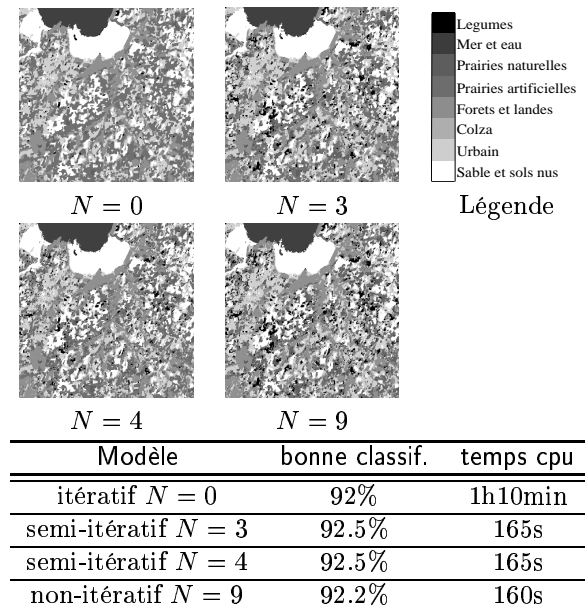 Legumes
Mer et eau
Prairies naturelles
Prairies artificielles
Forets et landes
Colza
Urbain
Sable et sols nus
N = 0 N = 3 Légende
N = 4 N = 9
Modèle bonne classif. temps cpu
itératif N = 0 92% 1h10min
semi-itératif N = 3 92.5% 165s
semi-itératif N = 4 92.5% 165s
non-itératif N = 9 92.2% 160s